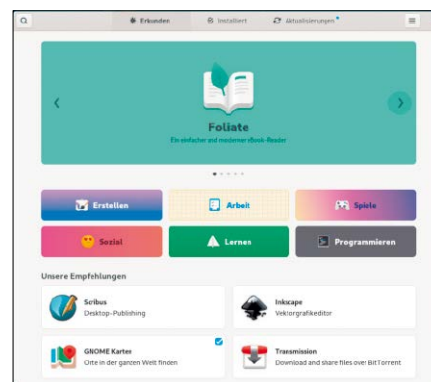 Erkunden
Installiert
Aktualisierungen
Foliate
Ein einfacher und moderner eBook-Reader
Erstellen
Arbeit
Spiele
Sozial
Lernen
Programmieren
Unsere Empfehlungen
Scribus
Desktop-Publishing
Inkscape
Vektorgrafikeditor
GNOME Karten
Orte in der ganzen Welt finden
Transmission
Download and share files over BitTorrent